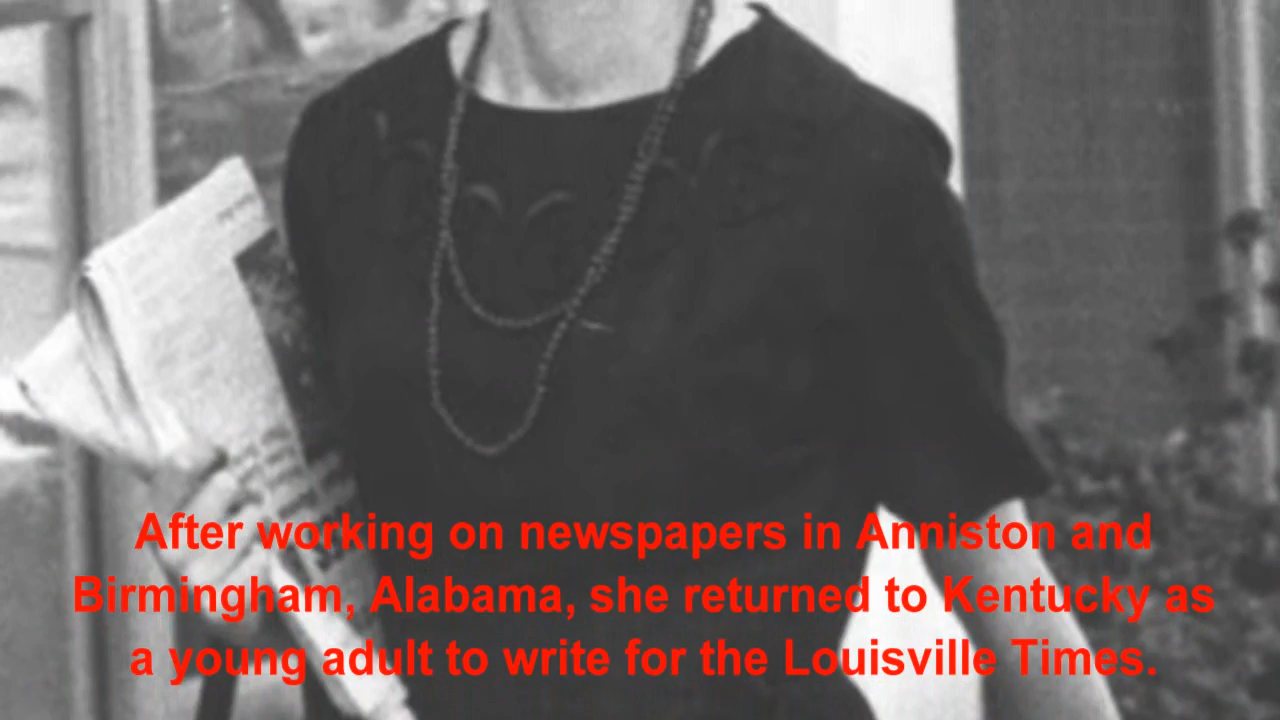 After working on newspapers in Anniston and
Birmingham, Alabama, she returned to Kentucky as
a young adult to write for the Louisville Times.